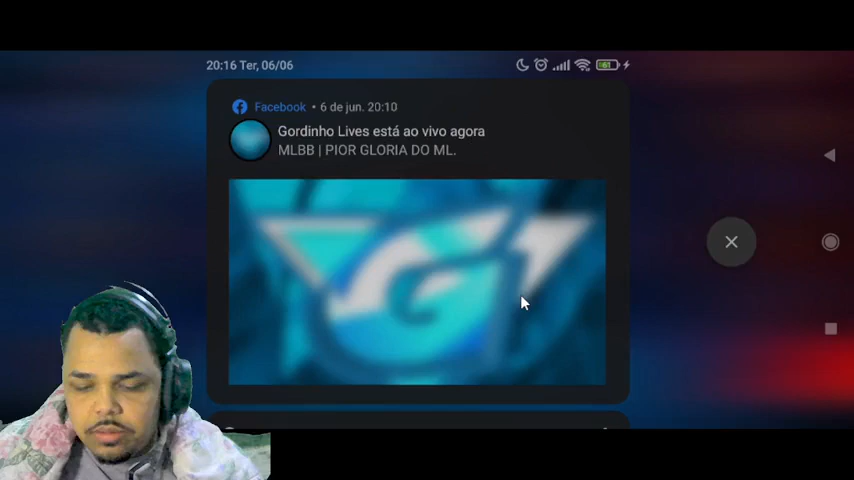 20:16 Ter, 06/06
61
Facebook • 6 de jun. 20:10
Gordinho Lives está ao vivo agora
MLBB | PIOR GLORIA DO ML.
G